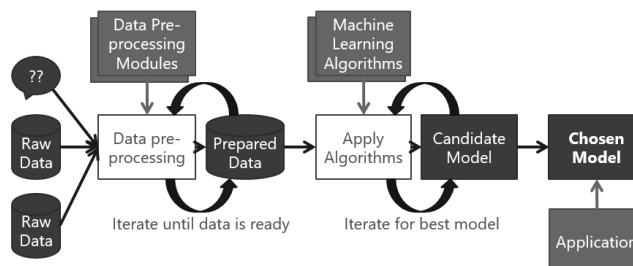 Data Pre-
processing
Modules
Machine
Learning
Algorithms
??
Raw
Data
Data pre-
processing
Prepared
Data
Apply
Algorithms
Candidate
Model
Chosen
Model
Raw
Data
Iterate until data is ready
Iterate for best model
Application